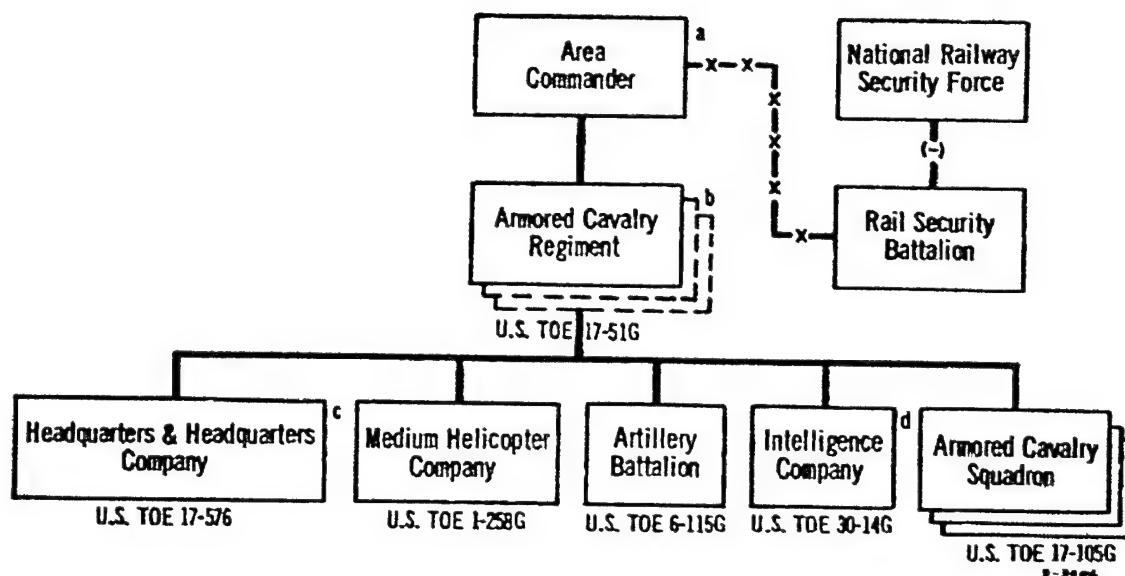 Area
Commander
a
National Railway
Security Force
x x
x
x
x
(-)
Armored Cavalry
Regiment
b
x
Rail Security
Battalion
U.S. TOE 17-51G
Headquarters & Headquarters
Company
c
Medium Helicopter
Company
Artillery
Battalion
Intelligence
Company
d
Armored Cavalry
Squadron
U.S. TOE 17-576
U.S. TOE 1-258G
U.S. TOE 6-115G
U.S. TOE 30-14G
U.S. TOE 17-105G